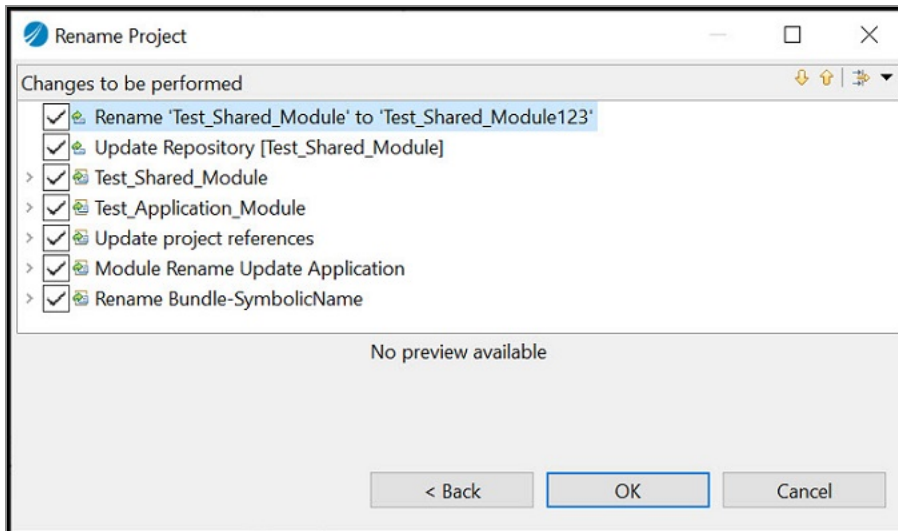 Rename Project
Changes to be performed
Rename 'Test_Shared_Module' to 'Test_Shared_Module123'
Update Repository [Test_Shared_Module]
Test_Shared_Module
Test_Application_Module
Update project references
Module Rename Update Application
Rename Bundle-SymbolicName
No preview available
< Back OK Cancel